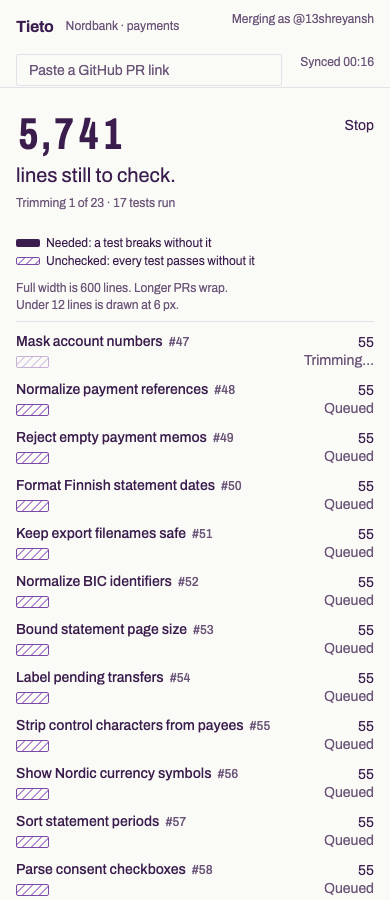 Tieto Nordbank · payments Merging as @13shreyansh
Paste a GitHub PR link Synced 00:16
5,741 Stop
lines still to check.
Trimming 1 of 23 · 17 tests run
Needed: a test breaks without it
Unchecked: every test passes without it
Full width is 600 lines. Longer PRs wrap.
Under 12 lines is drawn at 6 px.
Mask account numbers #47 55
Trimming...
Normalize payment references #48 55
Queued
Reject empty payment memos #49 55
Queued
Format Finnish statement dates #50 55
Queued
Keep export filenames safe #51 55
Queued
Normalize BIC identifiers #52 55
Queued
Bound statement page size #53 55
Queued
Label pending transfers #54 55
Queued
Strip control characters from payees #55 55
Queued
Show Nordic currency symbols #56 55
Queued
Sort statement periods #57 55
Queued
Parse consent checkboxes #58 55
Queued